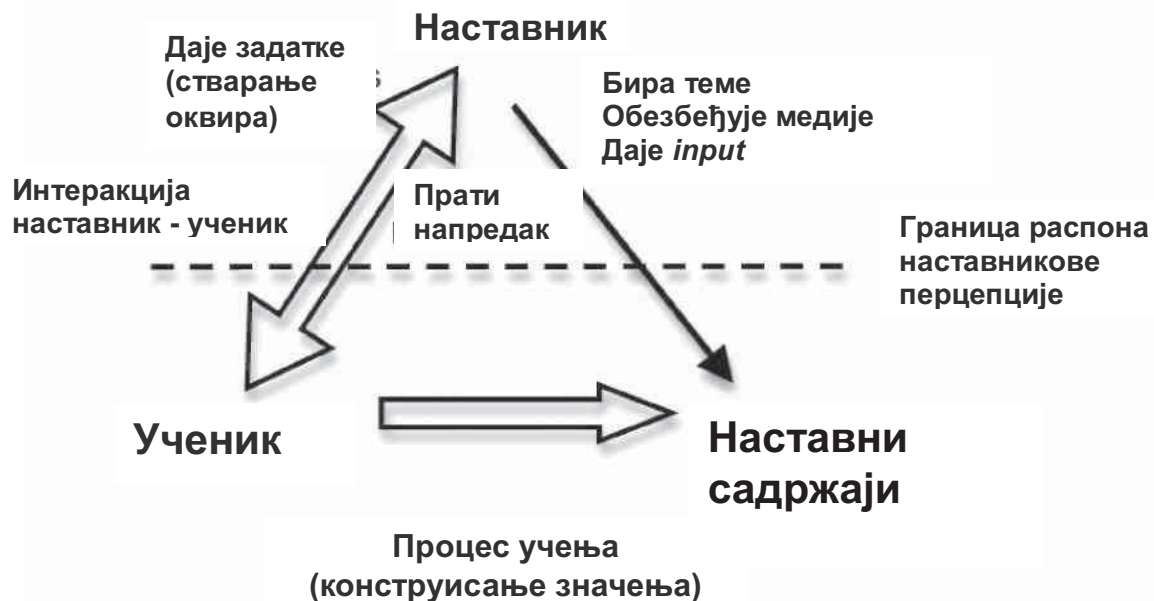 Наставник
Даје задатке
(стварање
оквира)
Бира теме
Обезбеђује медије
Даје input
Интеракција
наставник - ученик
Прати
напредак
Граница распона
наставникове
перцепције
Ученик
Наставни
садржаји
Процес учења
(конструисање значења)